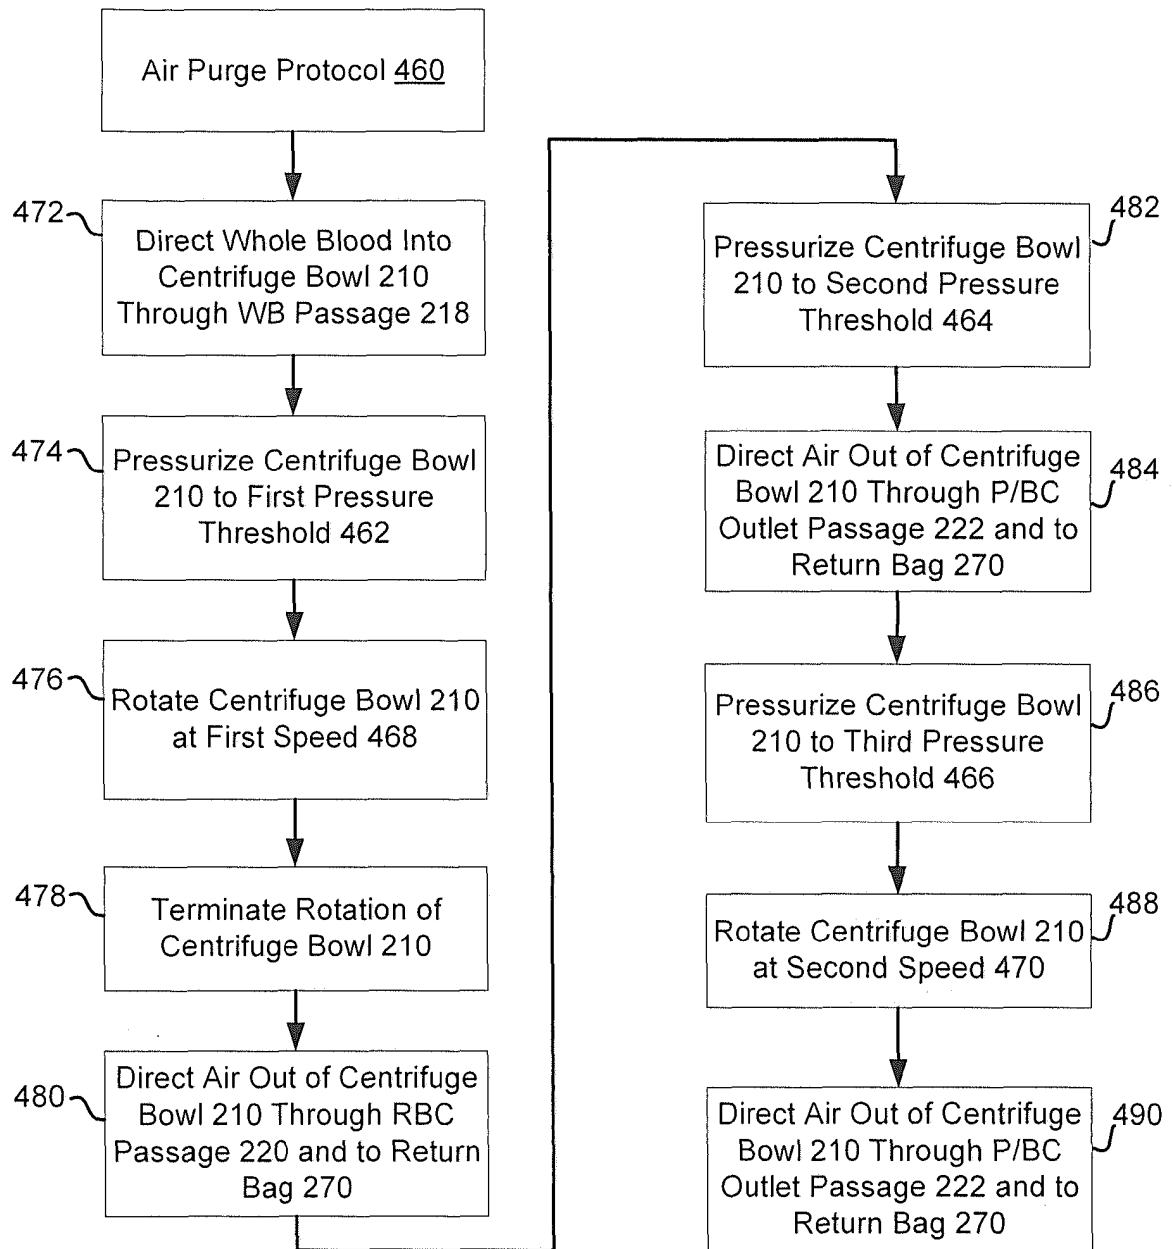 Air Purge Protocol 460
472
Direct Whole Blood Into
Centrifuge Bowl 210
Through WB Passage 218
474
Pressurize Centrifuge Bowl
210 to First Pressure
Threshold 462
476
Rotate Centrifuge Bowl 210
at First Speed 468
478
Terminate Rotation of
Centrifuge Bowl 210
480
Direct Air Out of Centrifuge
Bowl 210 Through RBC
Passage 220 and to Return
Bag 270
482
Pressurize Centrifuge Bowl
210 to Second Pressure
Threshold 464
484
Direct Air Out of Centrifuge
Bowl 210 Through P/BC
Outlet Passage 222 and to
Return Bag 270
486
Pressurize Centrifuge Bowl
210 to Third Pressure
Threshold 466
488
Rotate Centrifuge Bowl 210
at Second Speed 470
490
Direct Air Out of Centrifuge
Bowl 210 Through P/BC
Outlet Passage 222 and to
Return Bag 270